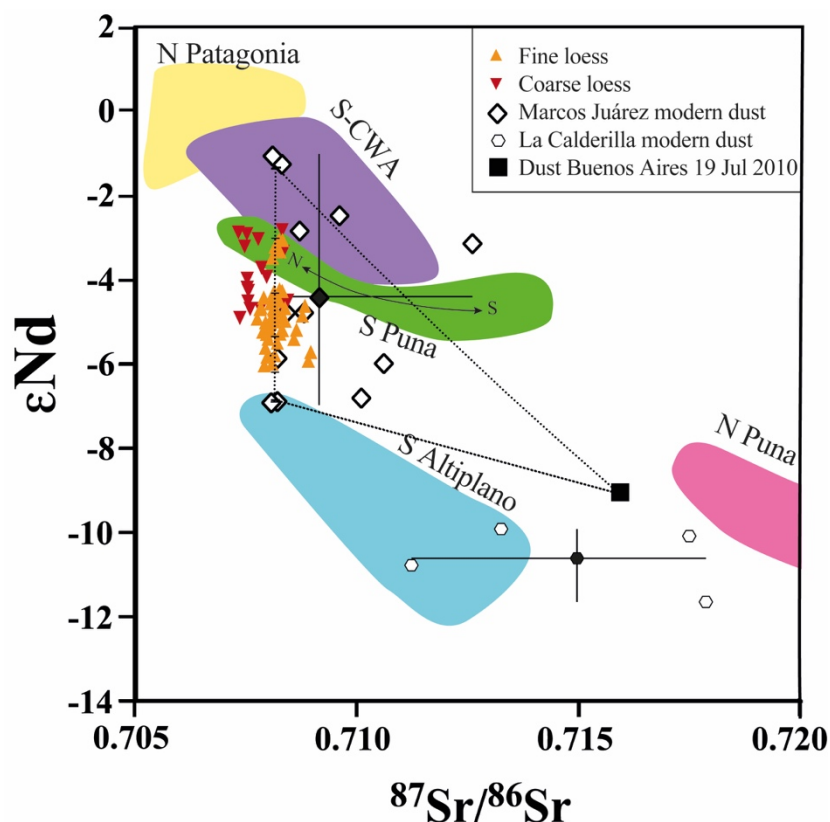 2
0
-2
-4
-6
-8
-10
-12
-14
εNd
N Patagonia
S-CWA
Fine loess
Coarse loess
Marcos Juárez modern dust
La Calderilla modern dust
Dust Buenos Aires 19 Jul 2010
N
S
S Puna
S Altiplano
N Puna
0.705
0.710
0.715
0.720
⁸⁷Sr/⁸⁶Sr